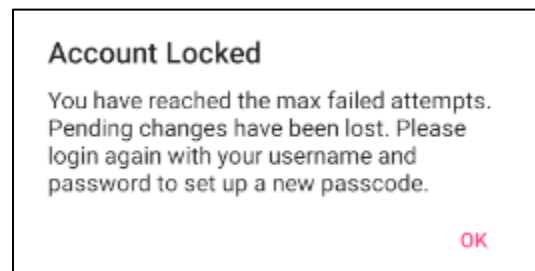 Account Locked
You have reached the max failed attempts.
Pending changes have been lost. Please
login again with your username and
password to set up a new passcode.
OK